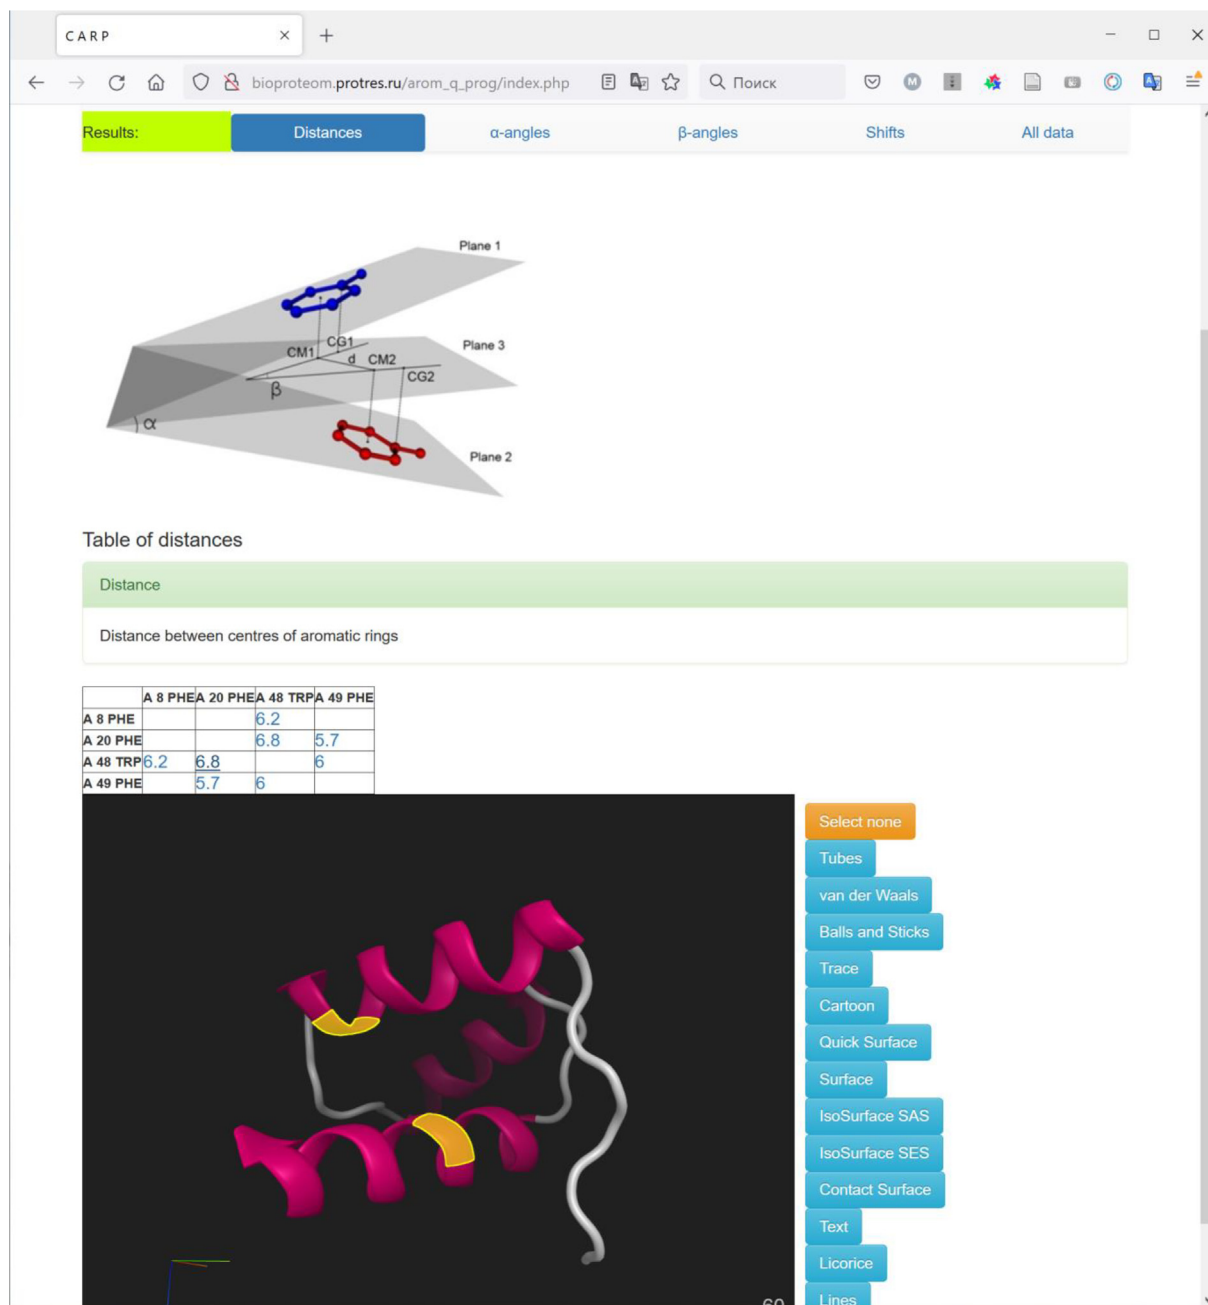 CARP
bioproteom.protres.ru/arom_q_prog/index.php
Поиск
Results:
Distances
α-angles
β-angles
Shifts
All data
Plane 1
CG1
CM1
Plane 3
d
CM2
CG2
β
α
Plane 2
Table of distances
Distance
Distance between centres of aromatic rings
A 8 PHE A 20 PHE A 48 TRP A 49 PHE
A 8 PHE 6.2
A 20 PHE 6.8 5.7
A 48 TRP 6.2 6.8 6
A 49 PHE 5.7 6
Select none
Tubes
van der Waals
Balls and Sticks
Trace
Cartoon
Quick Surface
Surface
IsoSurface SAS
IsoSurface SES
Contact Surface
Text
Licorice
Lines
60